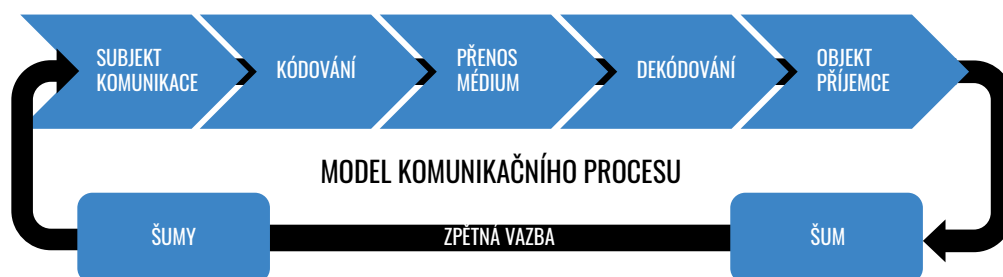 SUBJEKT
KOMUNIKACE
KÓDOVÁNÍ
PŘENOS
MÉDIUM
DEKÓDOVÁNÍ
OBJEKT
PŘÍJEMCE
MODEL KOMUNIKAČNÍHO PROCESU
ŠUMY
ZPĚTNÁ VAZBA
ŠUM